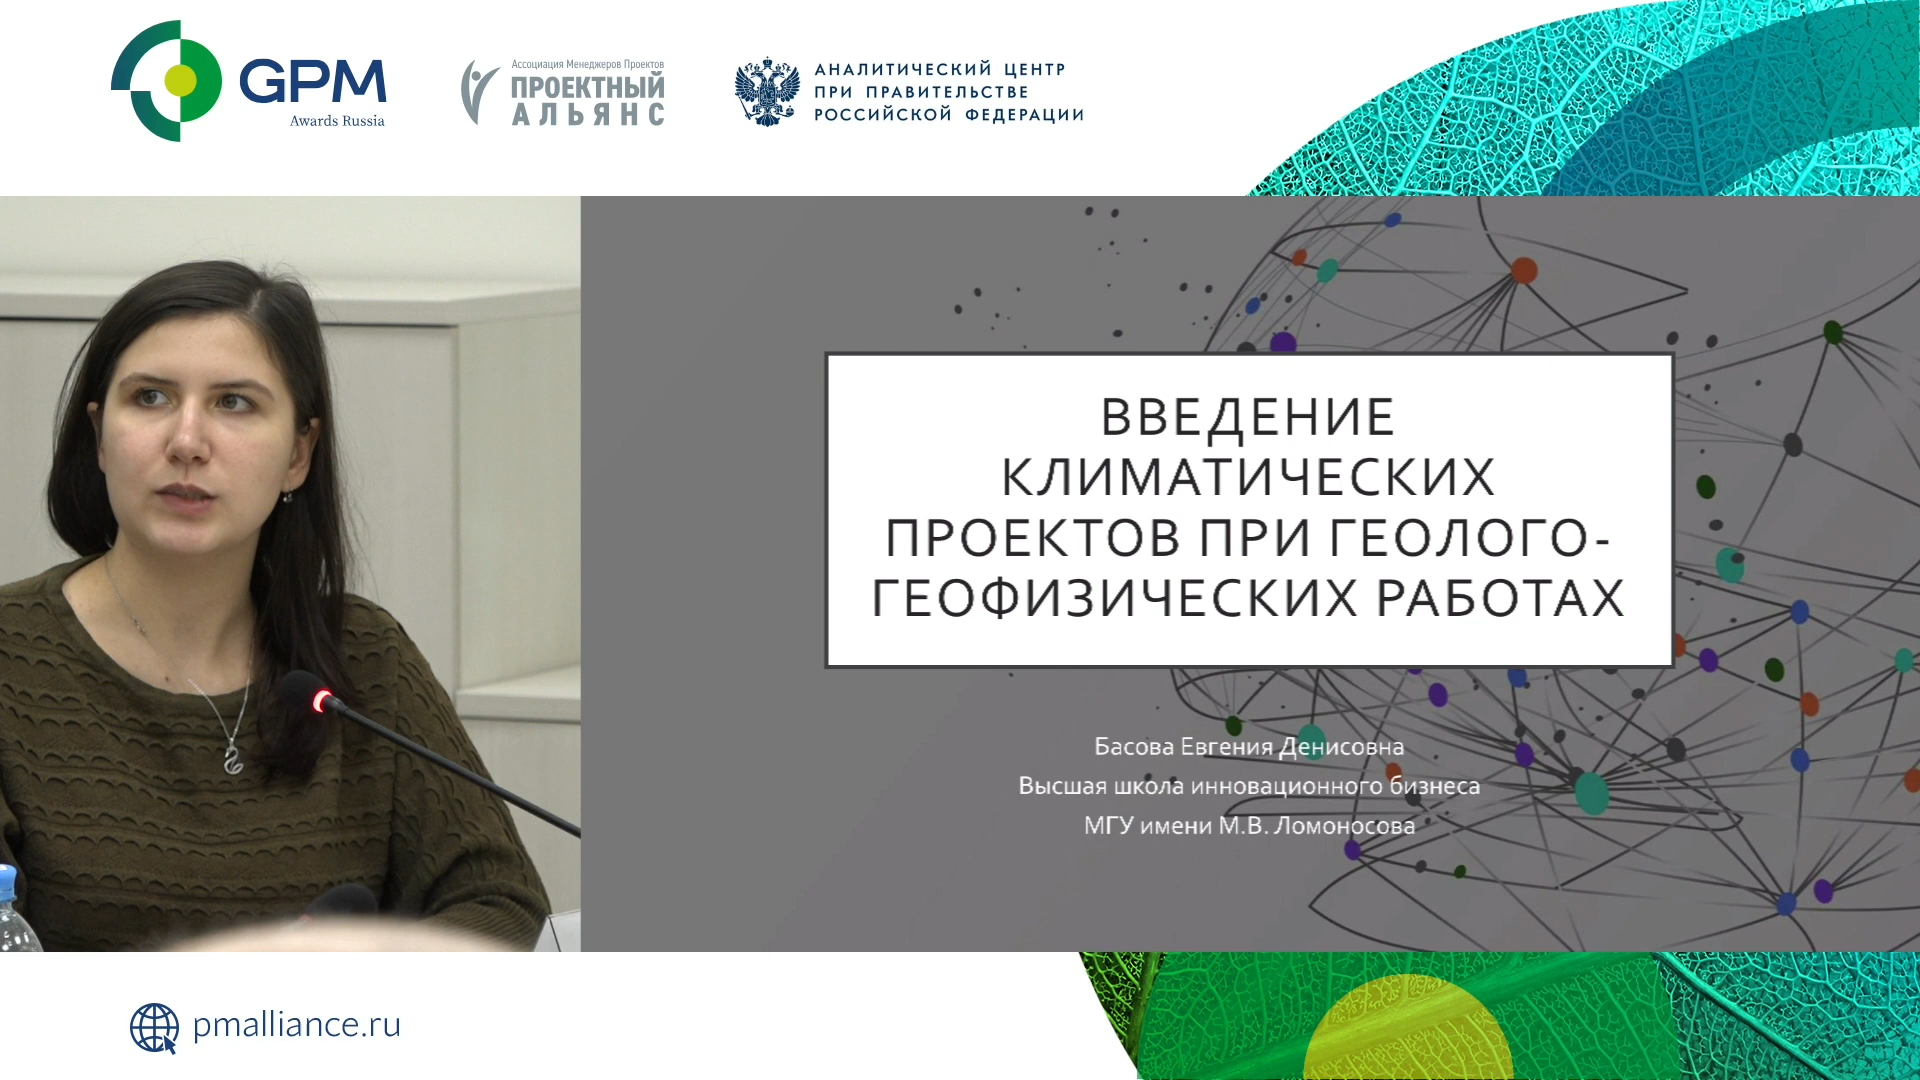 GPM
Awards Russia
Ассоциация Менеджеров Проектов
ПРОЕКТНЫЙ
АЛЬЯНС
АНАЛИТИЧЕСКИЙ ЦЕНТР
ПРИ ПРАВИТЕЛЬСТВЕ
РОССИЙСКОЙ ФЕДЕРАЦИИ
ВВЕДЕНИЕ
КЛИМАТИЧЕСКИХ
ПРОЕКТОВ ПРИ ГЕОЛОГО-
ГЕОФИЗИЧЕСКИХ РАБОТАХ
Басова Евгения Денисовна
Высшая школа инновационного бизнеса
МГУ имени М.В. Ломоносова
pmalliance.ru